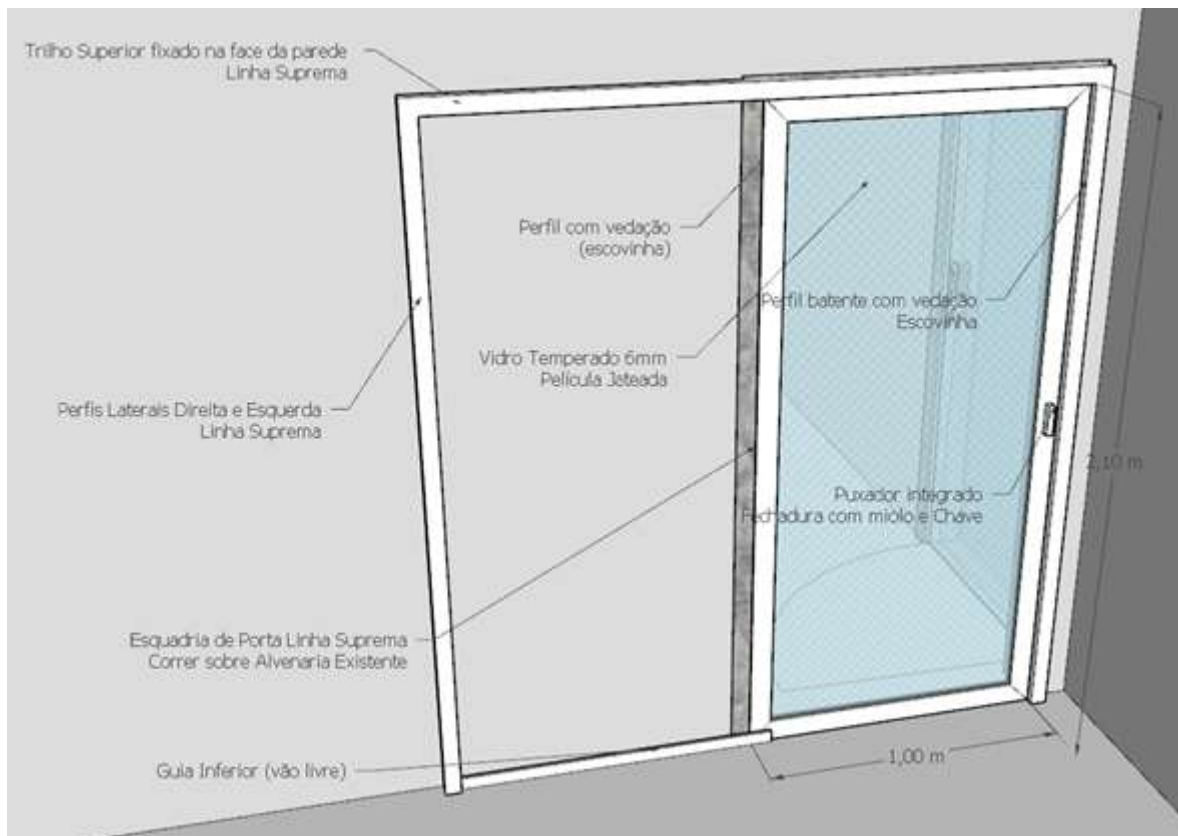 Trilho Superior fixado na face da parede
Linha Suprema
Perfil com vedação
(escovinha)
Perfil batente com vedação
Escovinha
Vidro Temperado 6mm
Película Jateada
Perfis Laterais Direita e Esquerda
Linha Suprema
2,10 m
Puxador integrado
Fechadura com miólo e Chave
Esquadria de Porta Linha Suprema
Correr sobre Alvenaria Existente
Guia Inferior (vão livre)
1,00 m